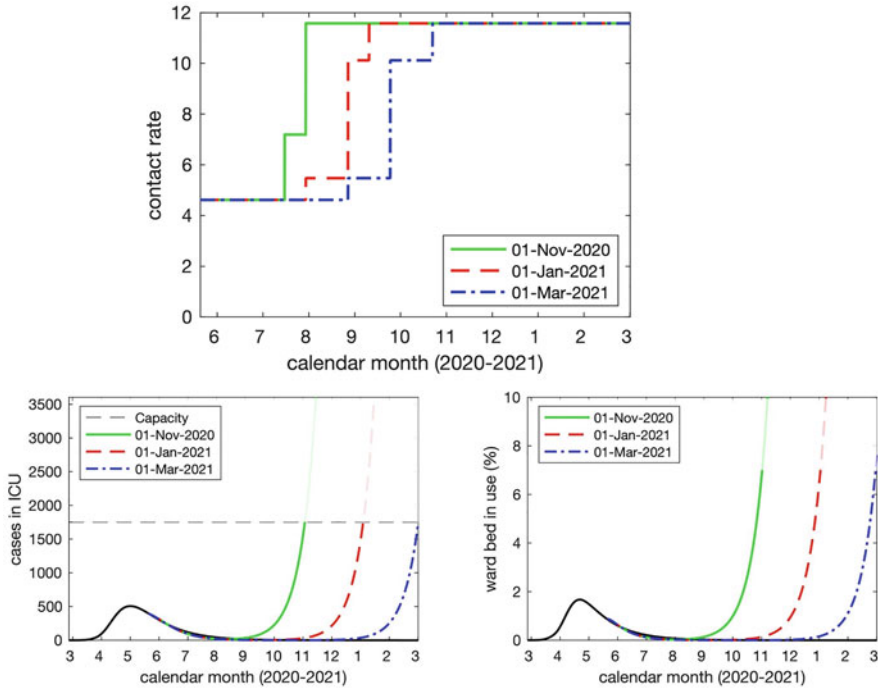 12
10
8
6
4
2
0
contact rate
01-Nov-2020
01-Jan-2021
01-Mar-2021
6 7 8 9 10 11 12 1 2 3
calendar month (2020-2021)
3500
3000
2500
2000
1500
1000
500
0
cases in ICU
Capacity
01-Nov-2020
01-Jan-2021
01-Mar-2021
3 4 5 6 7 8 9 10 11 12 1 2 3
calendar month (2020-2021)
10
8
6
4
2
0
ward bed in use (%)
01-Nov-2020
01-Jan-2021
01-Mar-2021
3 4 5 6 7 8 9 10 11 12 1 2 3
calendar month (2020-2021)